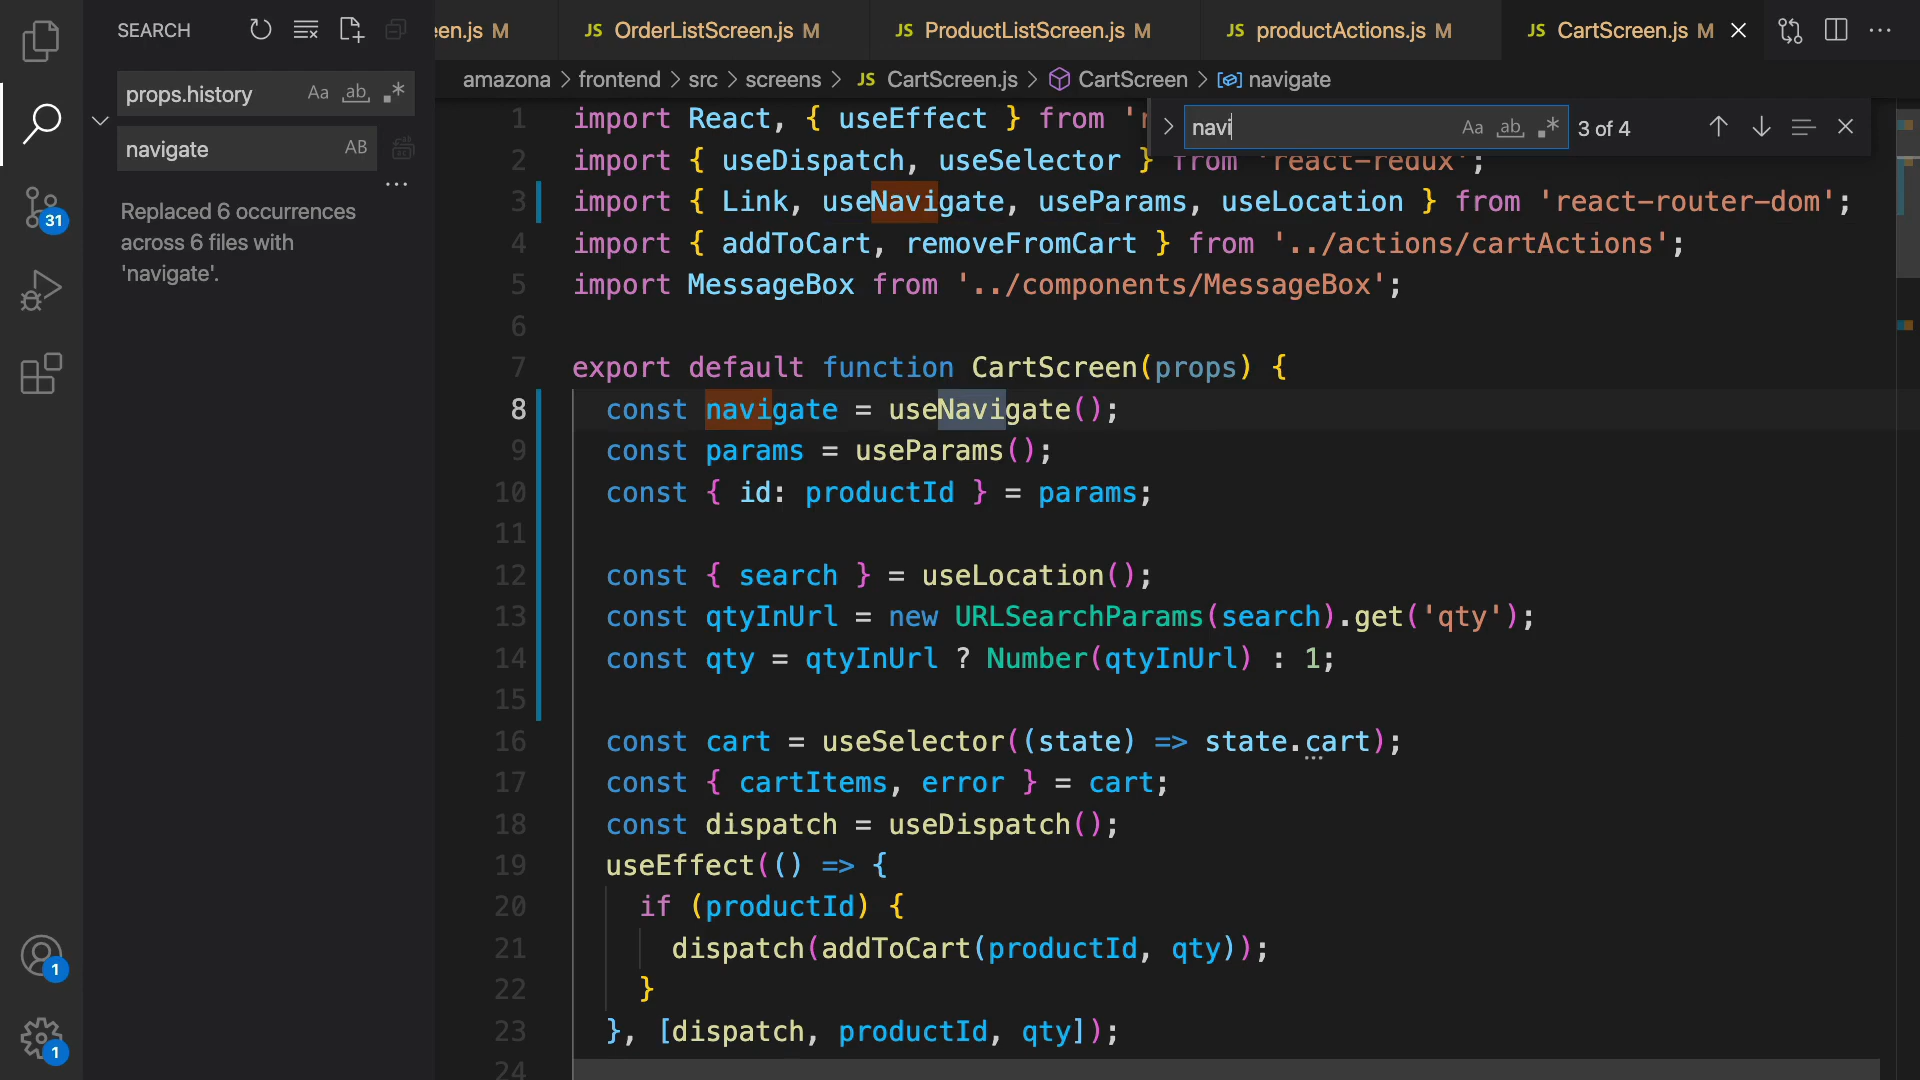 SEARCH
props.history Aa ab
navigate AB
Replaced 6 occurrences
across 6 files with
'navigate'.
31
1
1
een.js M
JS OrderListScreen.js M
JS ProductListScreen.js M
JS productActions.js M
JS CartScreen.js M
amazona > frontend > src > screens > JS CartScreen.js > CartScreen > navigate
navi Aa ab 3 of 4
1 import React, { useEffect } from 'r
2 import { useDispatch, useSelector } from 'react-redux';
3 import { Link, useNavigate, useParams, useLocation } from 'react-router-dom';
4 import { addToCart, removeFromCart } from '../actions/cartActions';
5 import MessageBox from '../components/MessageBox';
6
7 export default function CartScreen(props) {
8 const navigate = useNavigate();
9 const params = useParams();
10 const { id: productId } = params;
11
12 const { search } = useLocation();
13 const qtyInUrl = new URLSearchParams(search).get('qty');
14 const qty = qtyInUrl ? Number(qtyInUrl) : 1;
15
16 const cart = useSelector((state) => state.cart);
17 const { cartItems, error } = cart;
18 const dispatch = useDispatch();
19 useEffect(() => {
20 if (productId) {
21 dispatch(addToCart(productId, qty));
22 }
23 }, [dispatch, productId, qty]);
24